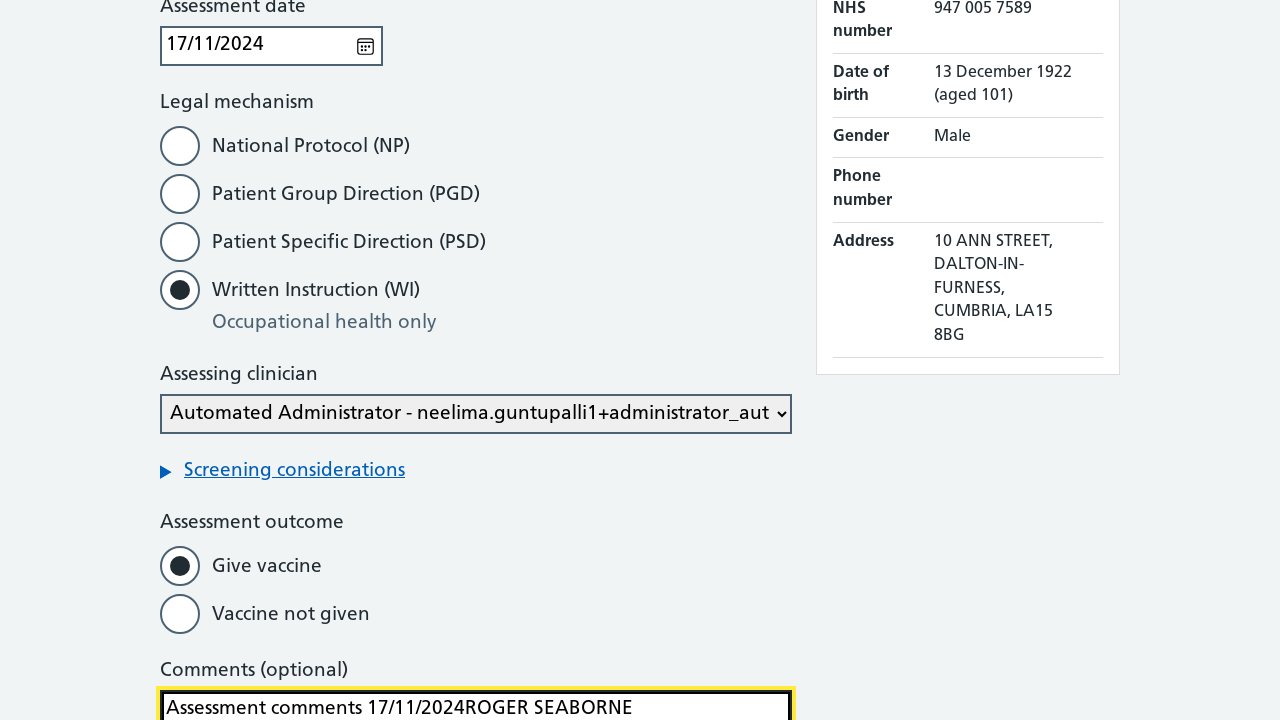 Assessment date
17/11/2024
Legal mechanism
National Protocol (NP)
Patient Group Direction (PGD)
Patient Specific Direction (PSD)
Written Instruction (WI)
Occupational health only
Assessing clinician
Automated Administrator - neelima.guntupalli1+administrator_aut
Screening considerations
Assessment outcome
Give vaccine
Vaccine not given
Comments (optional)
Assessment comments 17/11/2024ROGER SEABORNE
NHS number
947 005 7589
Date of birth
13 December 1922
(aged 101)
Gender
Male
Phone number
Address
10 ANN STREET,
DALTON-IN-
FURNESS,
CUMBRIA, LA15
8BG